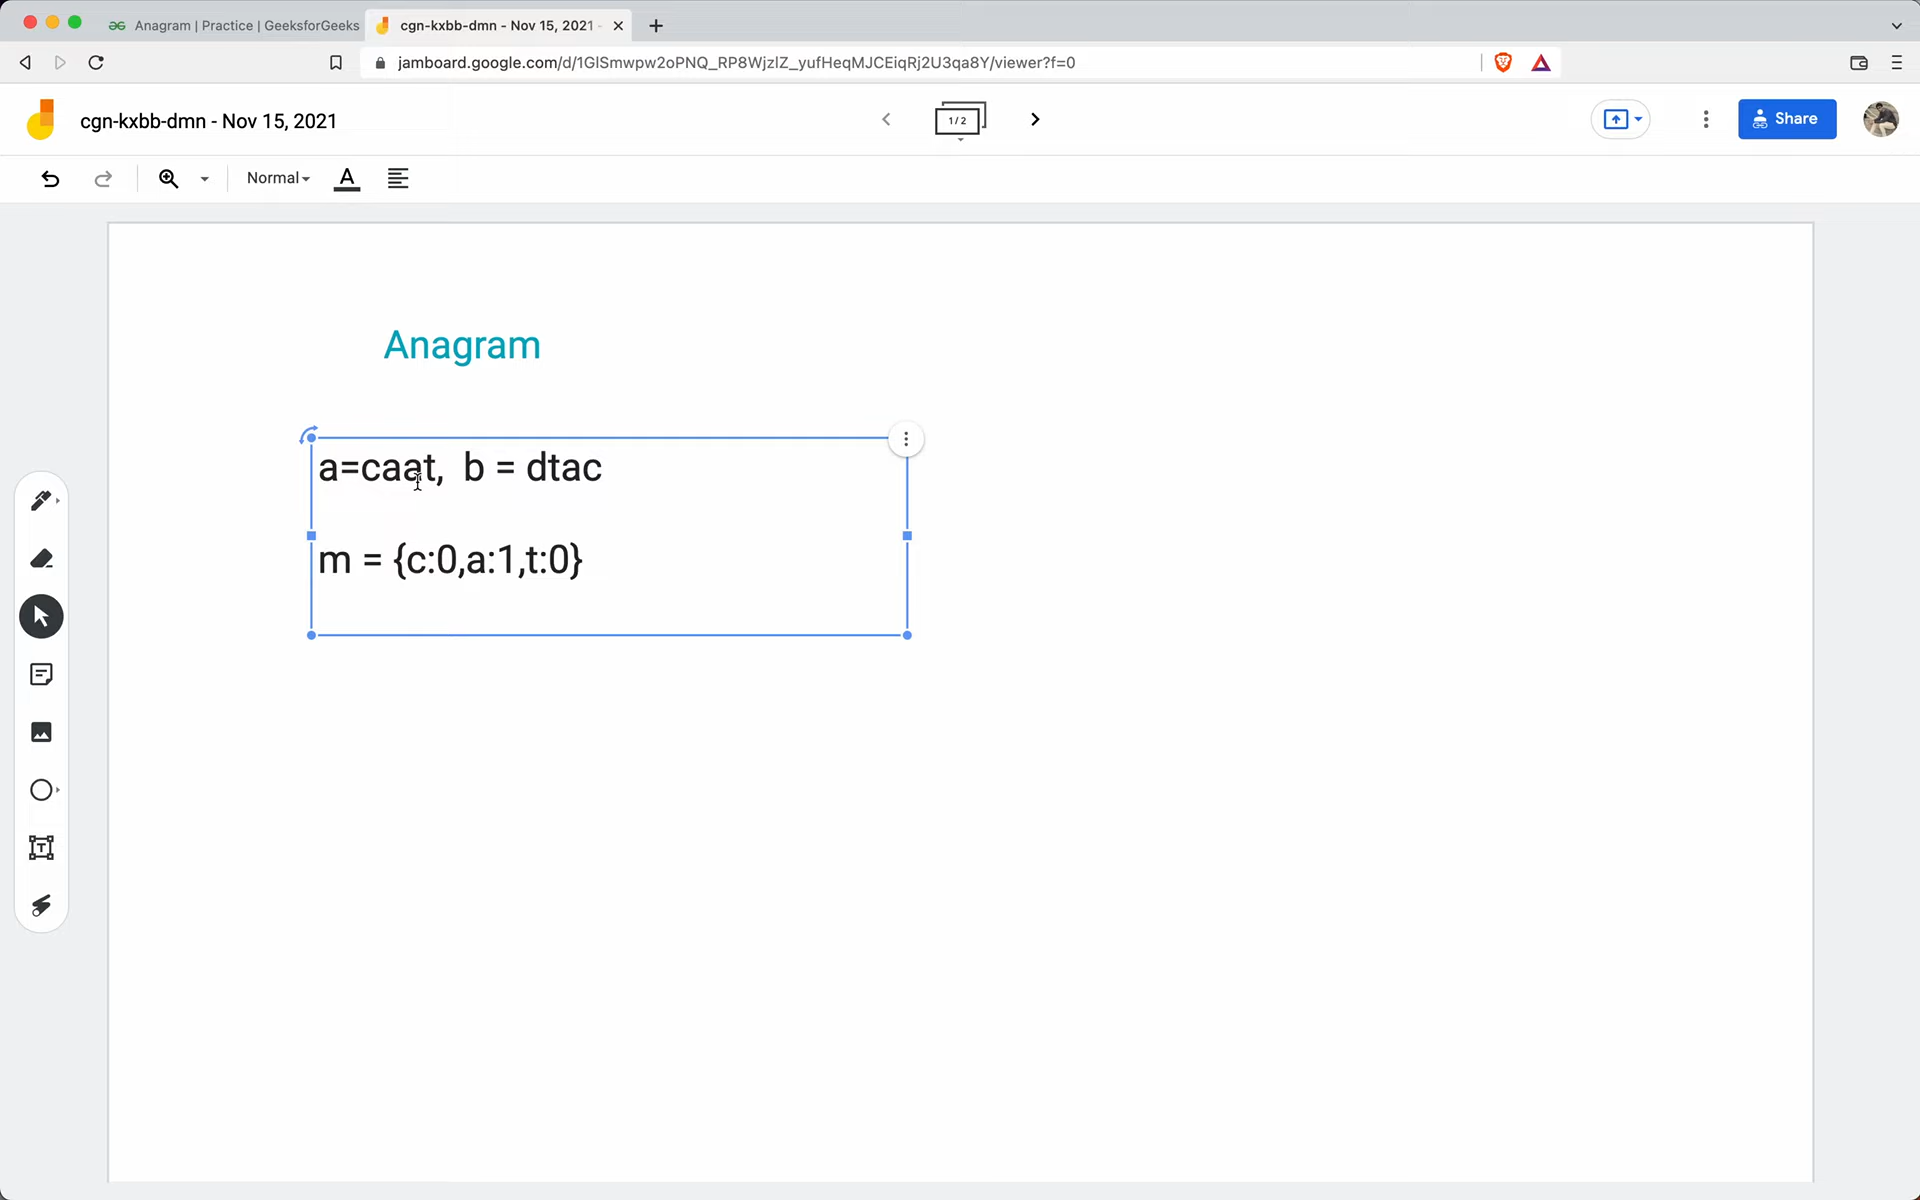 Anagram | Practice | GeeksforGeeks
cgn-kxbb-dmn - Nov 15, 2021 -
jamboard.google.com/d/1GlSmwpw2oPNQ_RP8WjzlZ_yufHeqMJCEiqRj2U3qa8Y/viewer?f=0
cgn-kxbb-dmn - Nov 15, 2021
1 / 2
Share
Normal
A
Anagram
a=caat, b = dtac
m = {c:0,a:1,t:0}